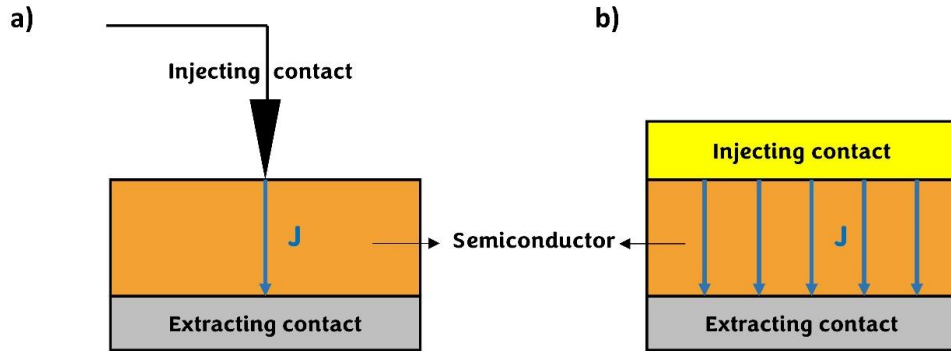 a)
b)
Injecting contact
Injecting contact
J
Semiconductor
J
Extracting contact
Extracting contact